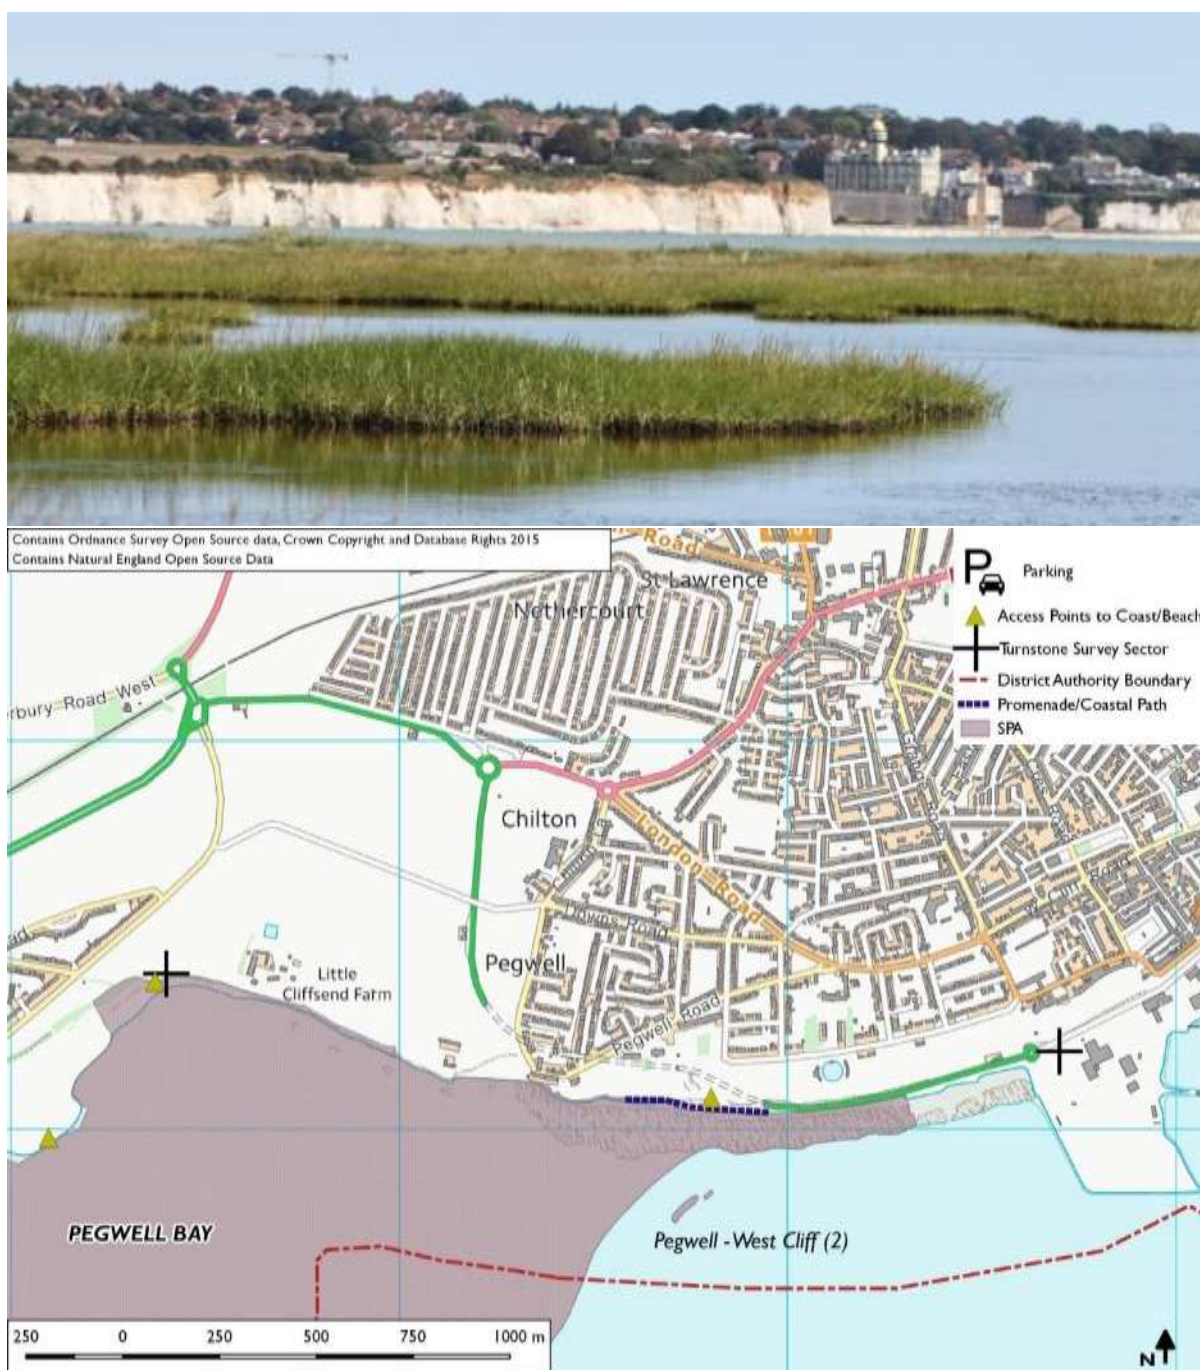 Contains Ordnance Survey Open Source data, Crown Copyright and Database Rights 2015
Contains Natural England Open Source Data
Road
St Lawrence
Nethercourt
P
Parking
Access Points to Coast/Beach
Turnstone Survey Sector
District Authority Boundary
Promenade/Coastal Path
SPA
rbury Road West
Grange Road
Chilton
London Road
Downs Road
Pegwell
Little
Cliffsend Farm
Pegwell Road
PEGWELL BAY
Pegwell - West Cliff (2)
250 0 250 500 750 1000 m
N